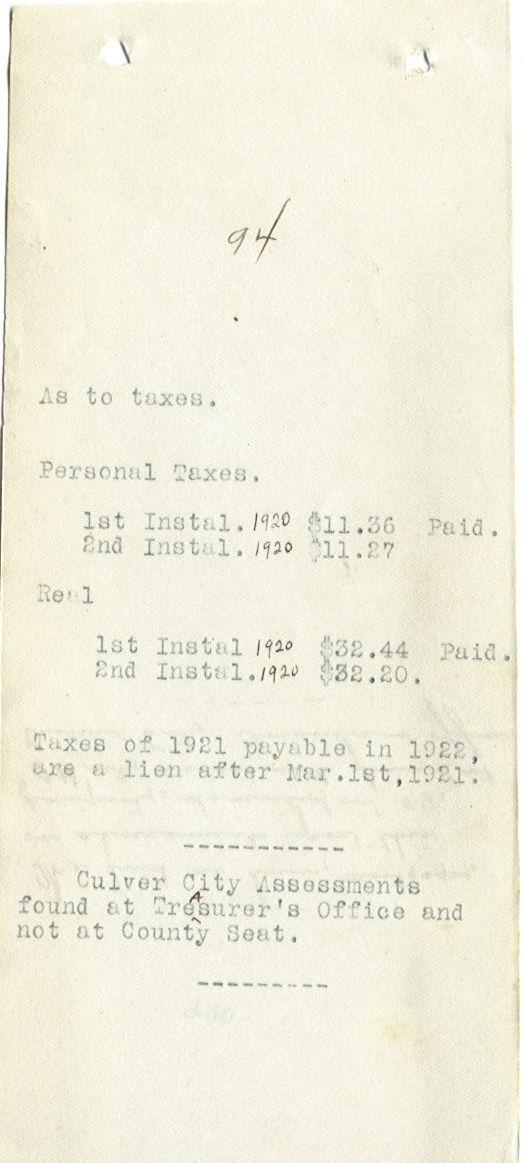 94
As to taxes.
Personal Taxes.
1st Instal. 1920 $11.36 Paid.
2nd Instal. 1920 $11.27
Real
1st Instal 1920 $32.44 Paid.
2nd Instal. 1920 $32.20.
Taxes of 1921 payable in 1922,
are a lien after Mar.1st,1921.
-----------
Culver City Assessments
found at TreAsurer's Office and
not at County Seat.
---------